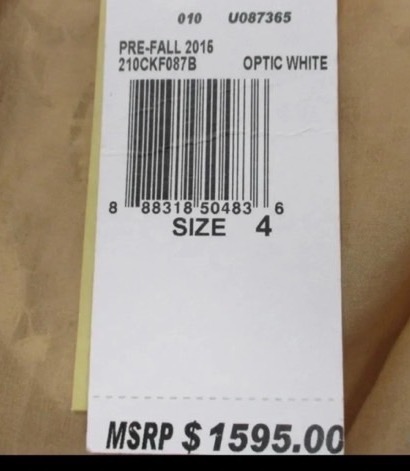 010 U087365
PRE-FALL 2015
210CKF087B OPTIC WHITE
8 88318 50483 6
SIZE 4
MSRP $1595.00